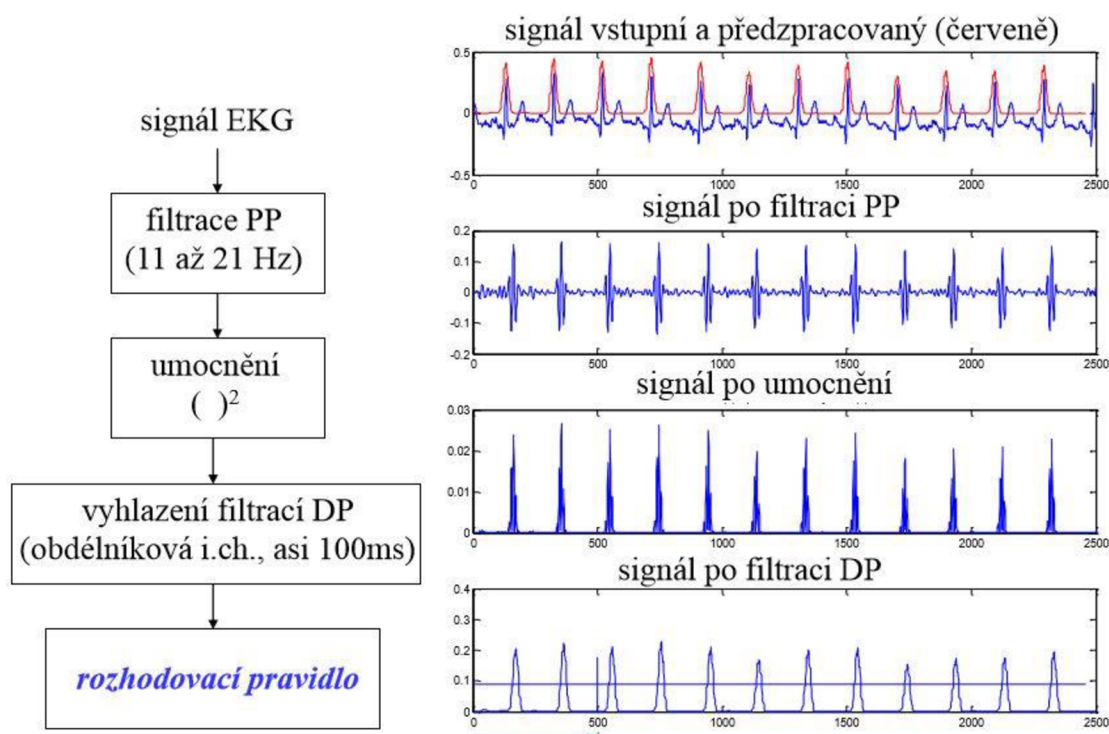 signál EKG
filtrace PP
(11 až 21 Hz)
umocnění
( )²
vyhlazení filtrací DP
(obdélníková i.ch., asi 100ms)
rozhodovací pravidlo
signál vstupní a předzpracovaný (červeně)
0.5
0
-0.5
0 500 1000 1500 2000 2500
signál po filtraci PP
0.2
0.1
0
-0.1
-0.2
0 500 1000 1500 2000 2500
signál po umocnění
0.03
0.02
0.01
0
0 500 1000 1500 2000 2500
signál po filtraci DP
0.4
0.3
0.2
0.1
0
0 500 1000 1500 2000 2500